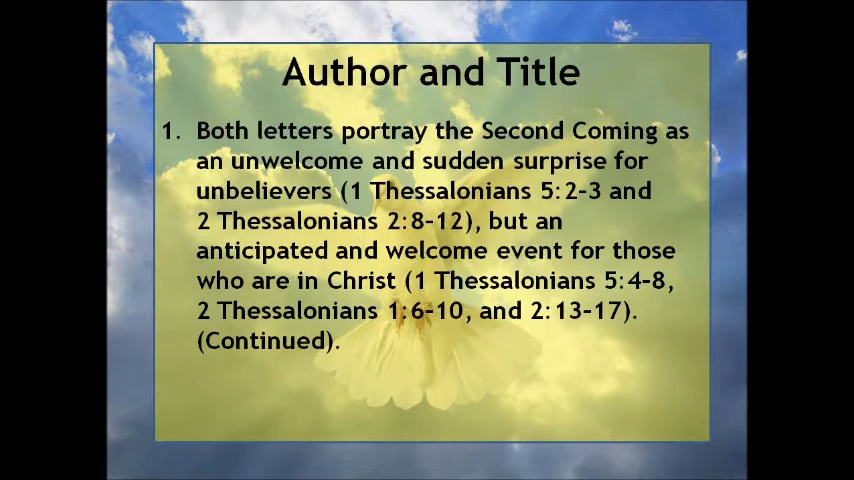 Author and Title
1. Both letters portray the Second Coming as
an unwelcome and sudden surprise for
unbelievers (1 Thessalonians 5:2–3 and
2 Thessalonians 2:8–12), but an
anticipated and welcome event for those
who are in Christ (1 Thessalonians 5:4–8,
2 Thessalonians 1:6–10, and 2:13–17).
(Continued).